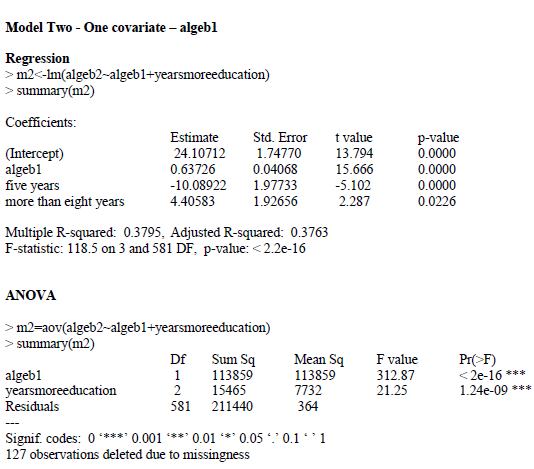 Model Two - One covariate – algeb1
Regression
> m2<-lm(algeb2~algeb1+yearsmoreeducation)
> summary(m2)
Coefficients:
Estimate Std. Error t value p-value
(Intercept) 24.10712 1.74770 13.794 0.0000
algeb1 0.63726 0.04068 15.666 0.0000
five years -10.08922 1.97733 -5.102 0.0000
more than eight years 4.40583 1.92656 2.287 0.0226
Multiple R-squared: 0.3795, Adjusted R-squared: 0.3763
F-statistic: 118.5 on 3 and 581 DF, p-value: < 2.2e-16
ANOVA
> m2=aov(algeb2~algeb1+yearsmoreeducation)
> summary(m2)
Df Sum Sq Mean Sq F value Pr(>F)
algeb1 1 113859 113859 312.87 < 2e-16 ***
yearsmoreeducation 2 15465 7732 21.25 1.24e-09 ***
Residuals 581 211440 364
---
Signif. codes: 0 ‘***’ 0.001 ‘**’ 0.01 ‘*’ 0.05 ‘.’ 0.1 ‘ ’ 1
127 observations deleted due to missingness